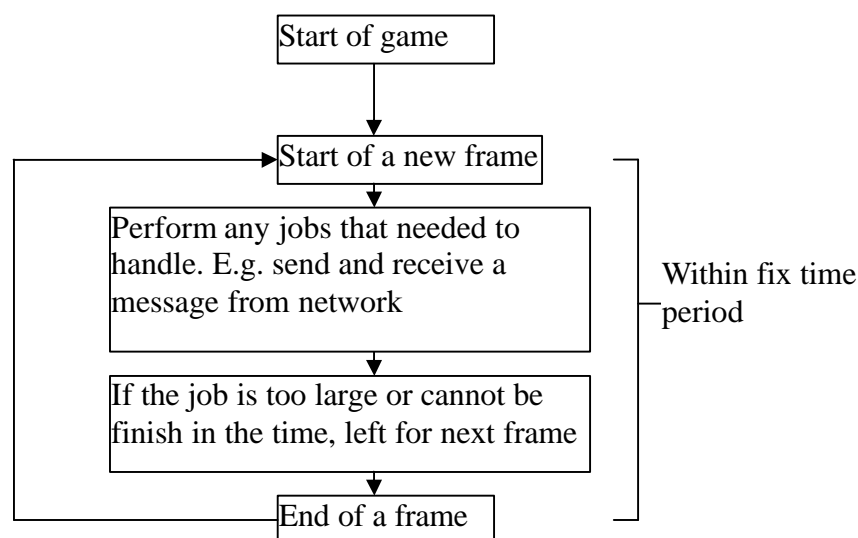 Start of game
Start of a new frame
Perform any jobs that needed to
handle. E.g. send and receive a
message from network
Within fix time
period
If the job is too large or cannot be
finish in the time, left for next frame
End of a frame